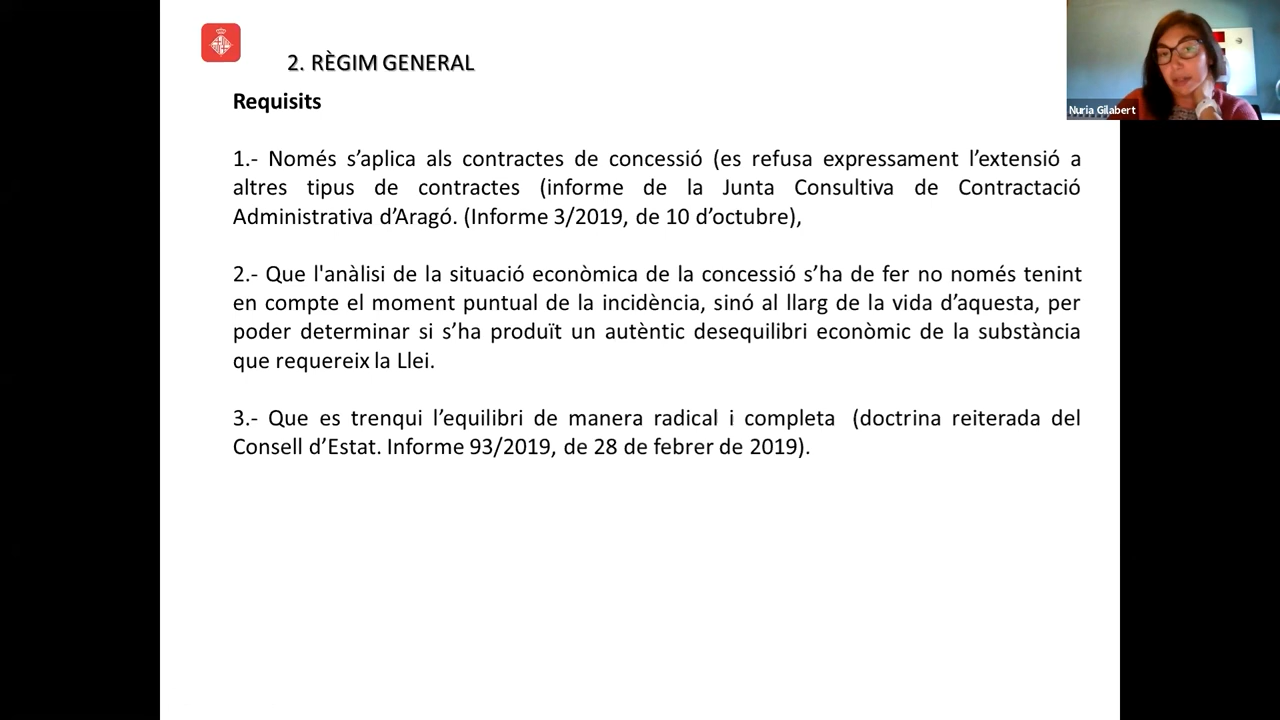 2. RÈGIM GENERAL
Requisits
1.- Només s’aplica als contractes de concessió (es refusa expressament l’extensió a
altres tipus de contractes (informe de la Junta Consultiva de Contractació
Administrativa d’Aragó. (Informe 3/2019, de 10 d’octubre),
2.- Que l'anàlisi de la situació econòmica de la concessió s’ha de fer no només tenint
en compte el moment puntual de la incidència, sinó al llarg de la vida d’aquesta, per
poder determinar si s’ha produït un autèntic desequilibri econòmic de la substància
que requereix la Llei.
3.- Que es trenqui l’equilibri de manera radical i completa  (doctrina reiterada del
Consell d’Estat. Informe 93/2019, de 28 de febrer de 2019).
Nuria Gilabert